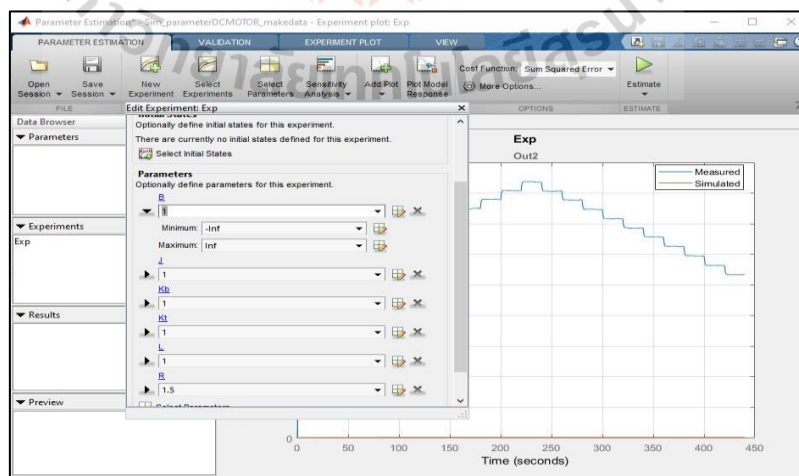 Parameter Estimation* - Sim_parameterDCMOTOR_makedata - Experiment plot: Exp
PARAMETER ESTIMATION VALIDATION EXPERIMENT PLOT VIEW
Open Session
Save Session
New Experiment
Select Experiments
Select Parameters
Sensitivity Analysis
Add Plot
Plot Model Response
Cost Function: Sum Squared Error
More Options...
Estimate
FILE
OPTIONS
ESTIMATE
Data Browser
Parameters
Experiments
Exp
Results
Preview
Edit Experiment: Exp
Initial States
Optionally define initial states for this experiment.
There are currently no initial states defined for this experiment.
Select Initial States
Parameters
Optionally define parameters for this experiment.
B
1
Minimum: -Inf
Maximum: Inf
J
1
Kb
1
Kt
1
L
1
R
1.5
Select Parameters
Exp
Out2
Measured
Simulated
0
0 50 100 150 200 250 300 350 400 450
Time (seconds)